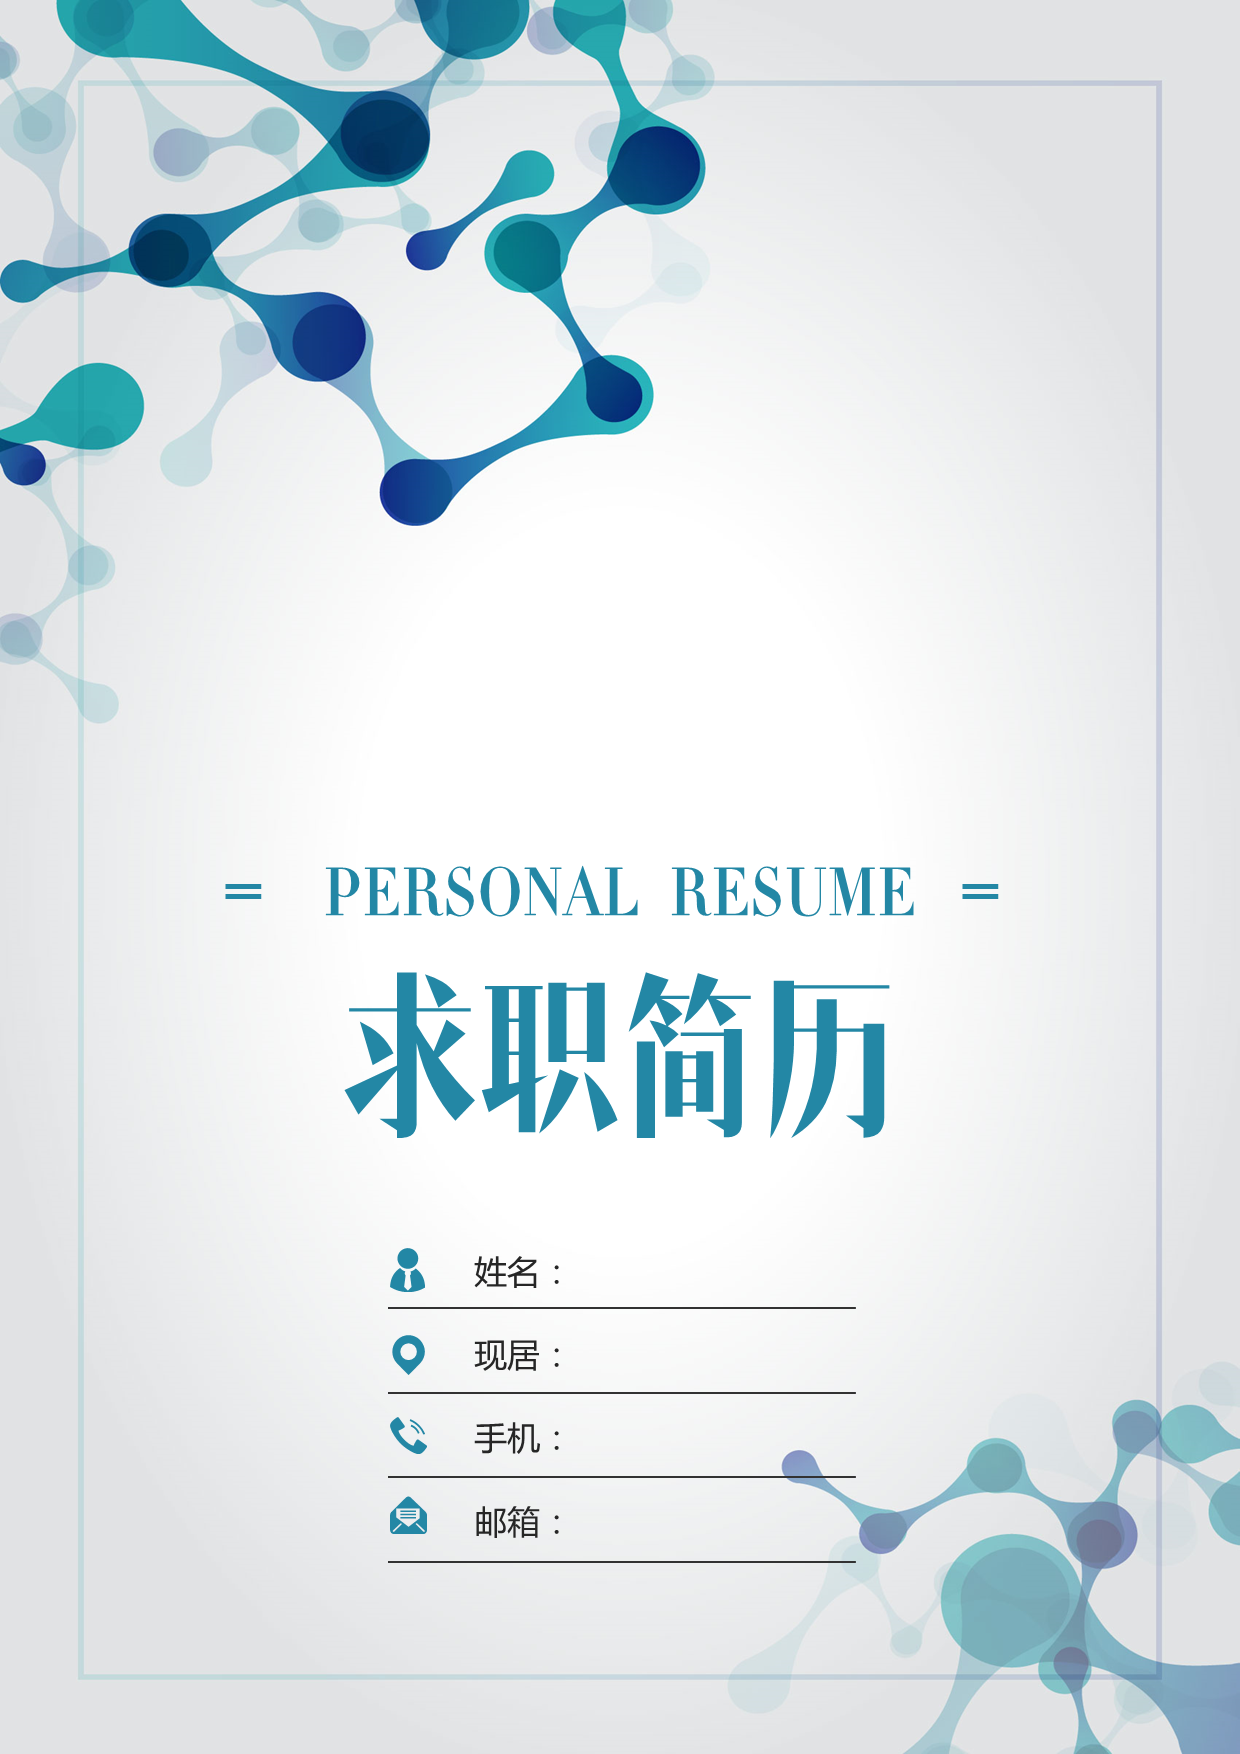 = PERSONAL RESUME =
求职简历
姓名：
现居：
手机：
邮箱：